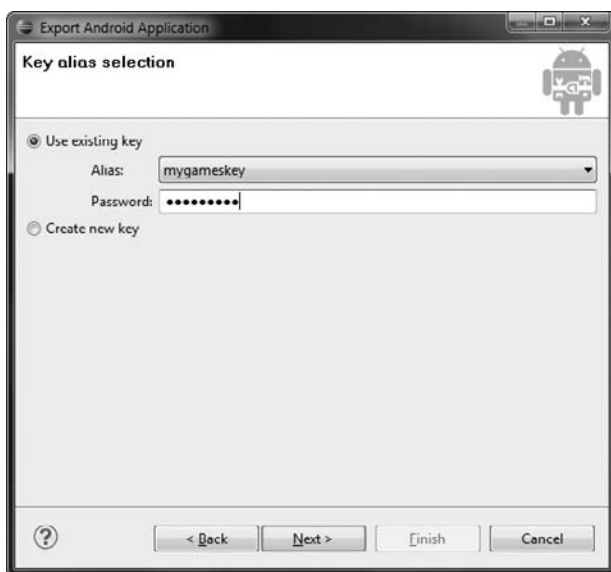 Export Android Application
Key alias selection
Use existing key
Alias: mygameskey
Password: •••••••••
Create new key
? < Back Next > Finish Cancel